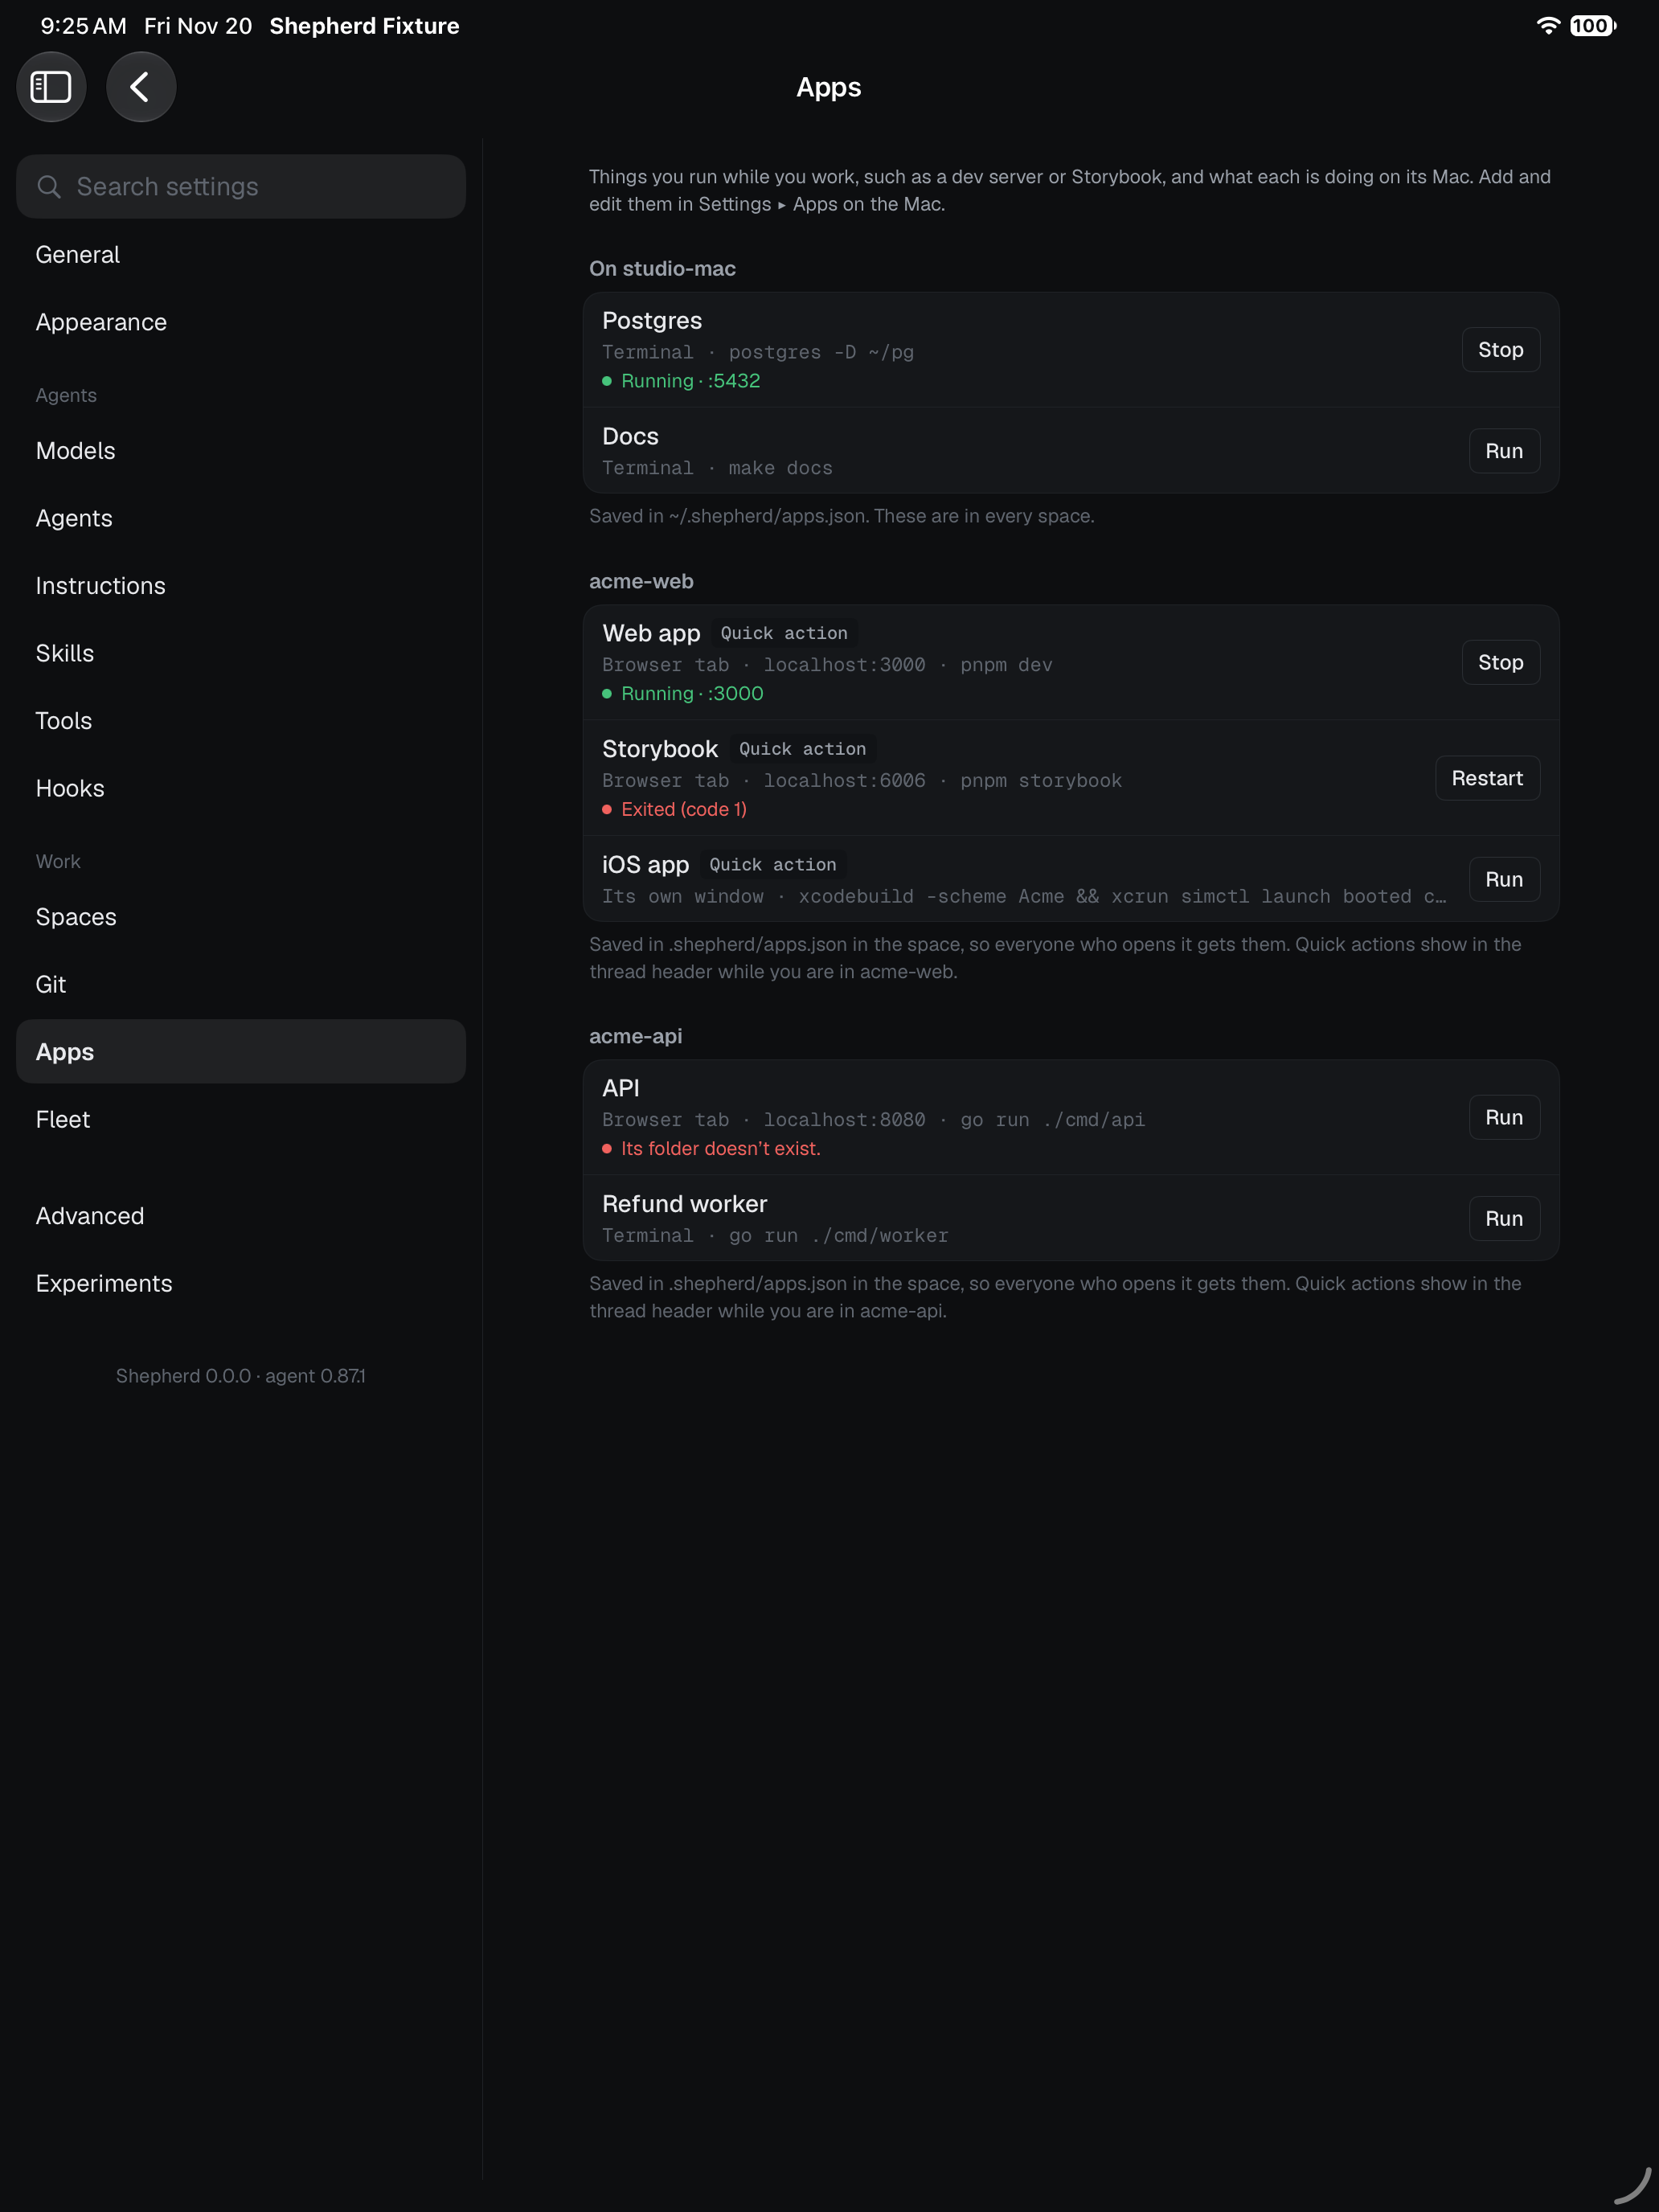 9:25 AM Fri Nov 20 Shepherd Fixture
100
Apps
Search settings
General
Appearance
Agents
Models
Agents
Instructions
Skills
Tools
Hooks
Work
Spaces
Git
Apps
Fleet
Advanced
Experiments
Shepherd 0.0.0 · agent 0.87.1
Things you run while you work, such as a dev server or Storybook, and what each is doing on its Mac. Add and
edit them in Settings ▸ Apps on the Mac.
On studio-mac
Postgres
Terminal · postgres -D ~/pg
Running · :5432
Stop
Docs
Terminal · make docs
Run
Saved in ~/.shepherd/apps.json. These are in every space.
acme-web
Web app Quick action
Browser tab · localhost:3000 · pnpm dev
Running · :3000
Stop
Storybook Quick action
Browser tab · localhost:6006 · pnpm storybook
Exited (code 1)
Restart
iOS app Quick action
Its own window · xcodebuild -scheme Acme && xcrun simctl launch booted c…
Run
Saved in .shepherd/apps.json in the space, so everyone who opens it gets them. Quick actions show in the
thread header while you are in acme-web.
acme-api
API
Browser tab · localhost:8080 · go run ./cmd/api
Its folder doesn’t exist.
Run
Refund worker
Terminal · go run ./cmd/worker
Run
Saved in .shepherd/apps.json in the space, so everyone who opens it gets them. Quick actions show in the
thread header while you are in acme-api.